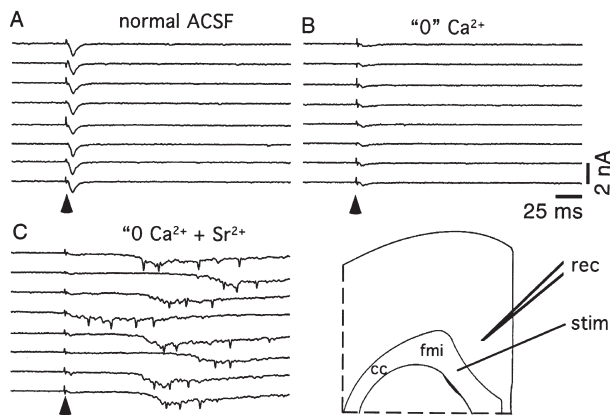 A normal ACSF
B "0" Ca2+
2 nA
25 ms
C "0 Ca2+ + Sr2+
rec
stim
fmi
cc